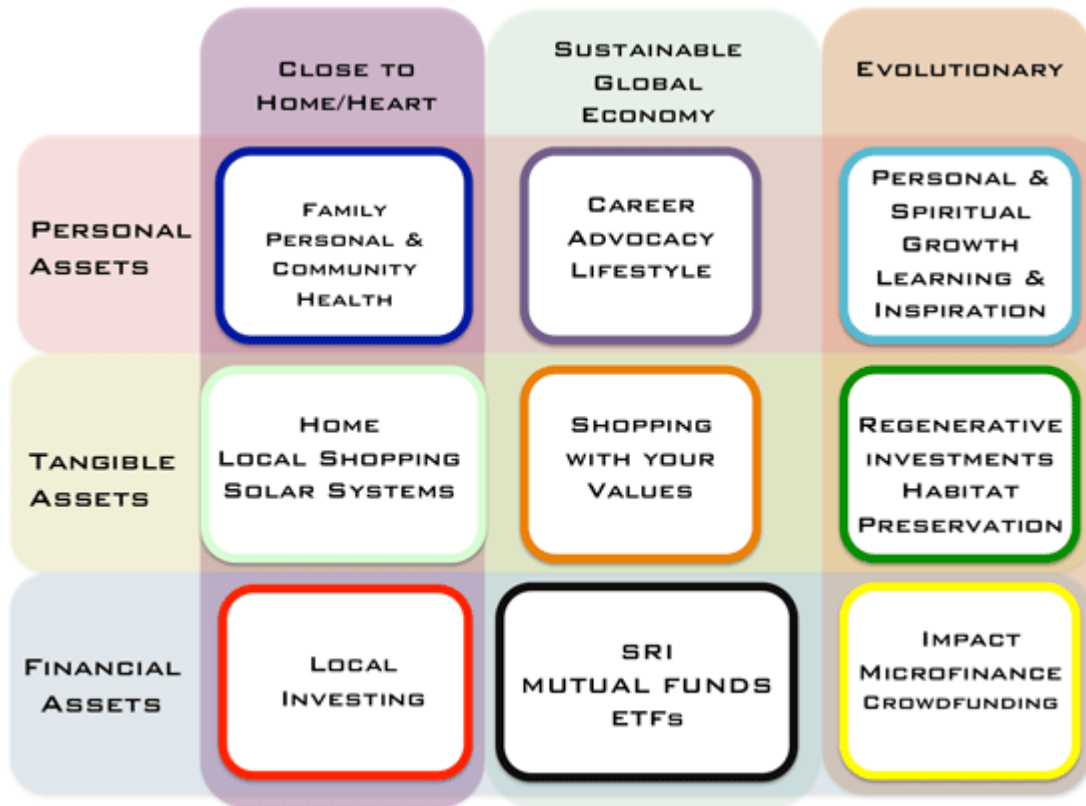 CLOSE TO
HOME/HEART
SUSTAINABLE
GLOBAL
ECONOMY
EVOLUTIONARY
PERSONAL
ASSETS
FAMILY
PERSONAL &
COMMUNITY
HEALTH
CAREER
ADVOCACY
LIFESTYLE
PERSONAL &
SPIRITUAL
GROWTH
LEARNING &
INSPIRATION
TANGIBLE
ASSETS
HOME
LOCAL SHOPPING
SOLAR SYSTEMS
SHOPPING
WITH YOUR
VALUES
REGENERATIVE
INVESTMENTS
HABITAT
PRESERVATION
FINANCIAL
ASSETS
LOCAL
INVESTING
SRI
MUTUAL FUNDS
ETFs
IMPACT
MICROFINANCE
CROWDFUNDING